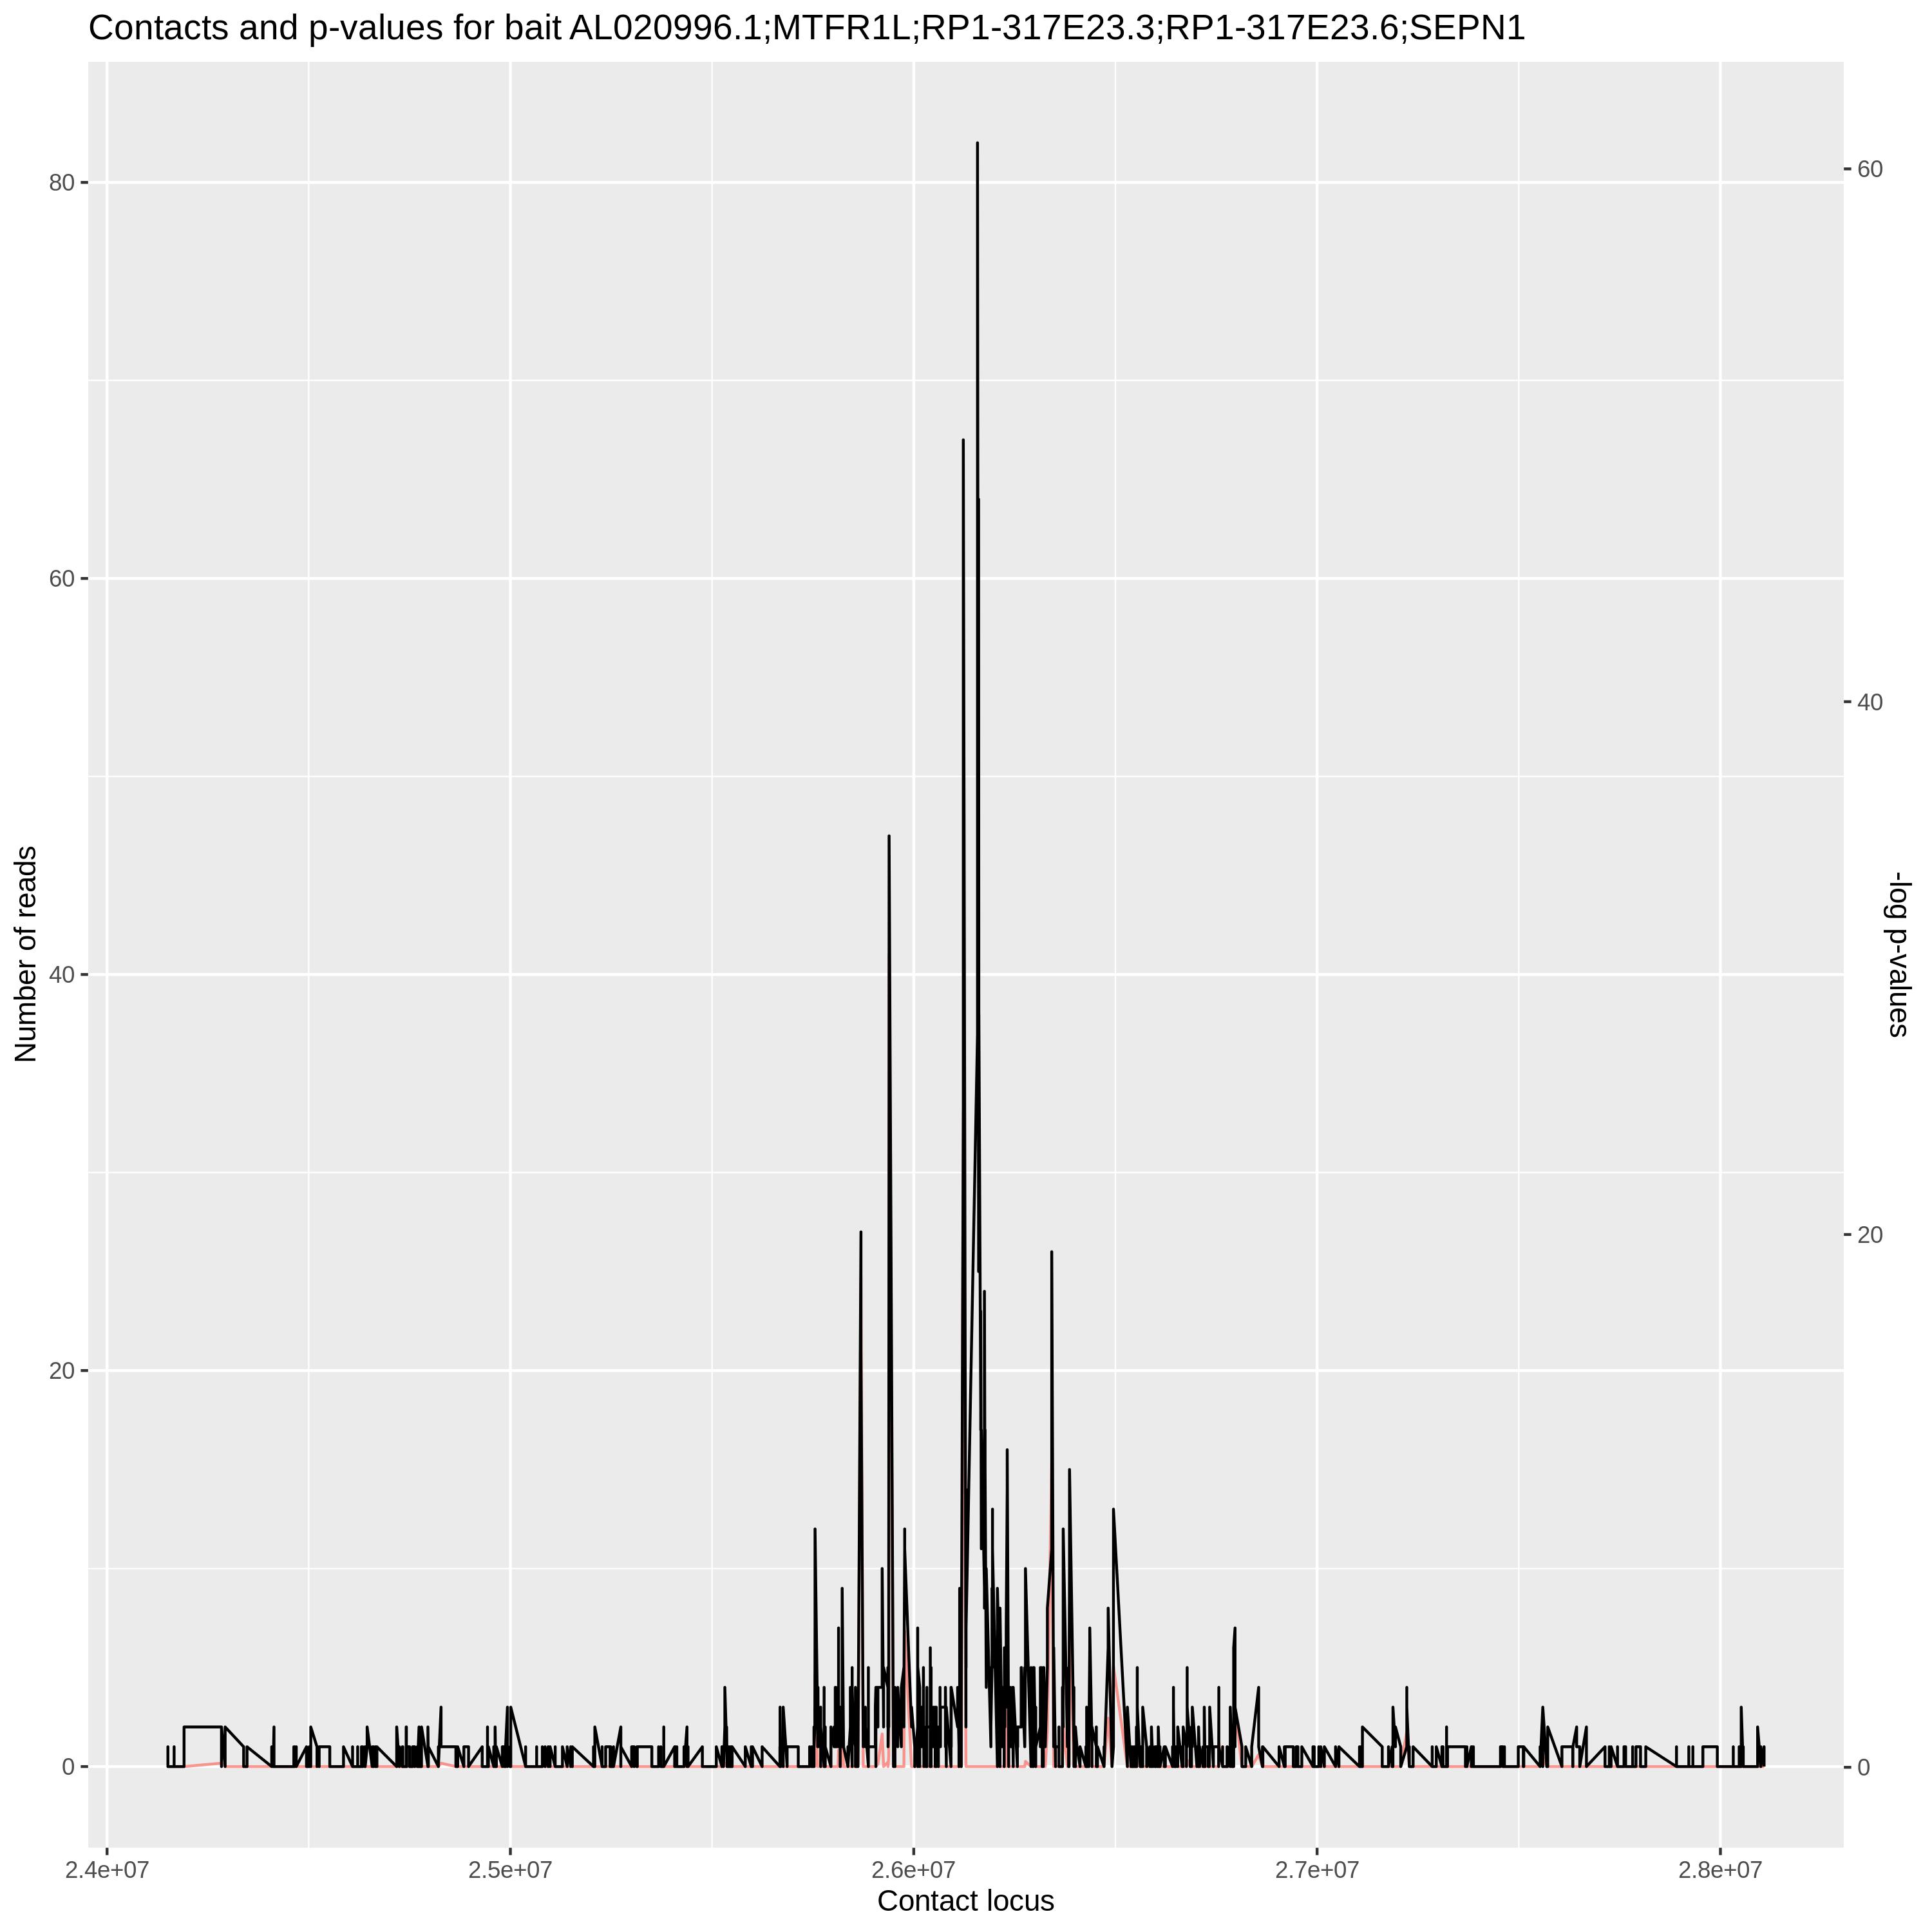 Contacts and p-values for bait AL020996.1;MTFR1L;RP1-317E23.3;RP1-317E23.6;SEPN1
80
60
40
20
0
Number of reads
60
40
20
0
-log p-values
2.4e+07
2.5e+07
2.6e+07
2.7e+07
2.8e+07
Contact locus